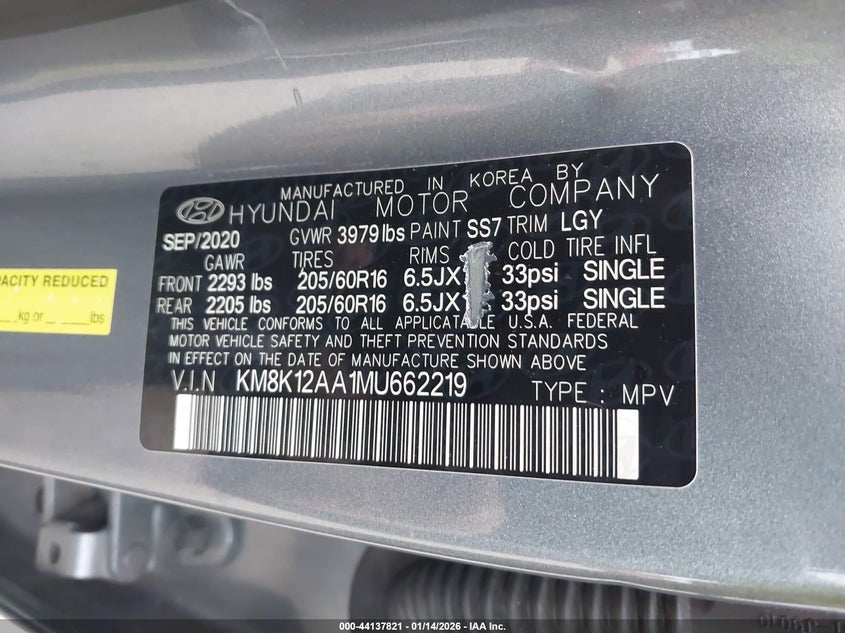 MANUFACTURED IN KOREA BY
HYUNDAI MOTOR COMPANY
SEP/2020 GVWR 3979 lbs PAINT SS7 TRIM LGY
GAWR TIRES RIMS COLD TIRE INFL
FRONT 2293 lbs 205/60R16 6.5JX 33psi SINGLE
REAR 2205 lbs 205/60R16 6.5JX 33psi SINGLE
THIS VEHICLE CONFORMS TO ALL APPLICATABLE U.S.A. FEDERAL
MOTOR VEHICLE SAFETY AND THEFT PREVENTION STANDARDS
IN EFFECT ON THE DATE OF MANUFACTURE SHOWN ABOVE
V.I.N KM8K12AA1MU662219 TYPE : MPV
REDUCED
kg or lbs
000-44137821 - 01/14/2026 - IAA Inc.